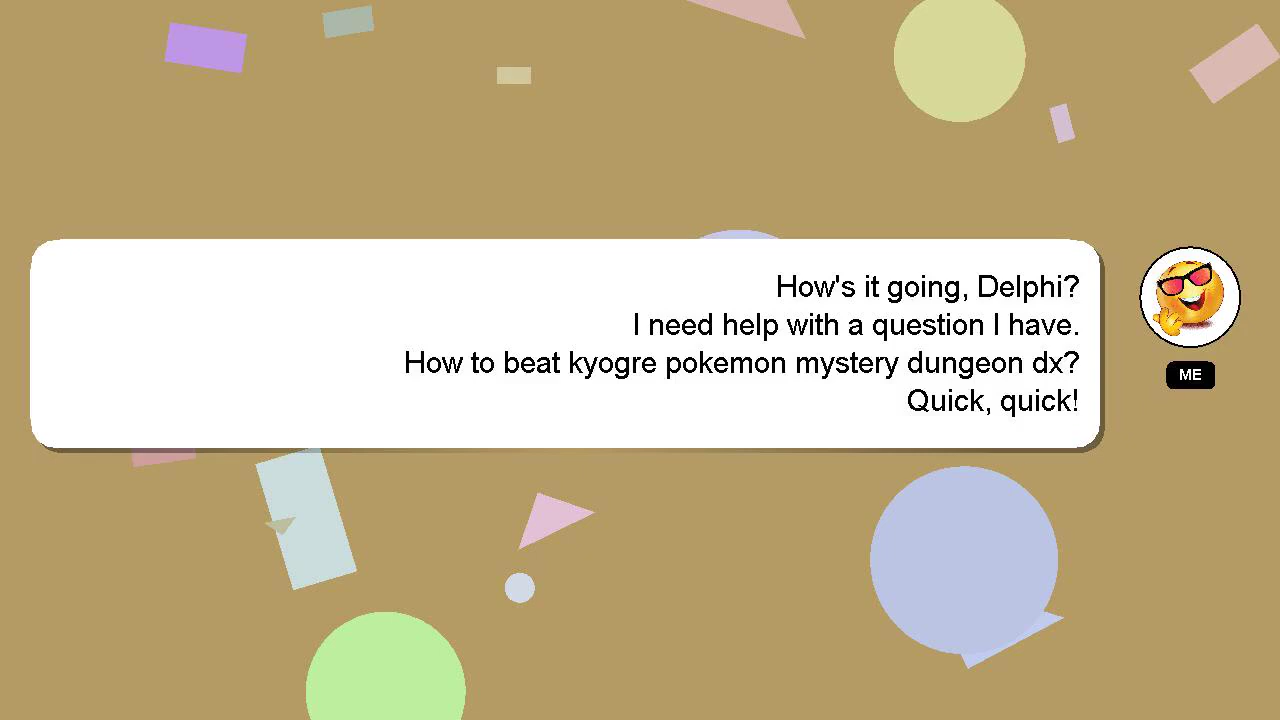 How's it going, Delphi?
I need help with a question I have.
How to beat kyogre pokemon mystery dungeon dx?
Quick, quick!
ME